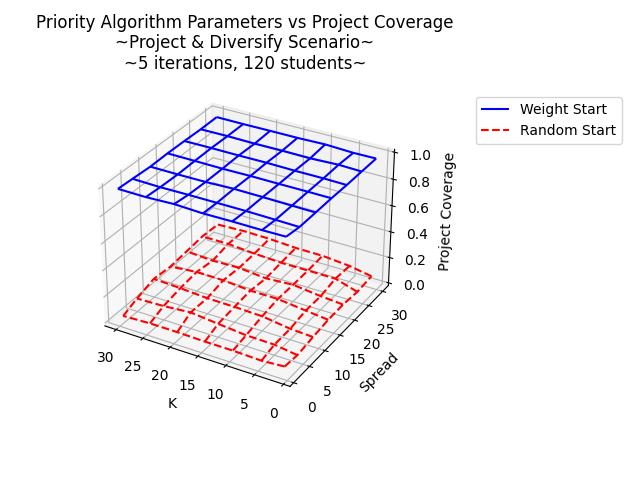 Priority Algorithm Parameters vs Project Coverage
~Project & Diversify Scenario~
~5 iterations, 120 students~
Weight Start
Random Start
1.0
0.8
0.6
0.4
0.2
0.0
Project Coverage
30
25
20
15
10
5
0
Spread
30
25
20
15
10
5
0
K